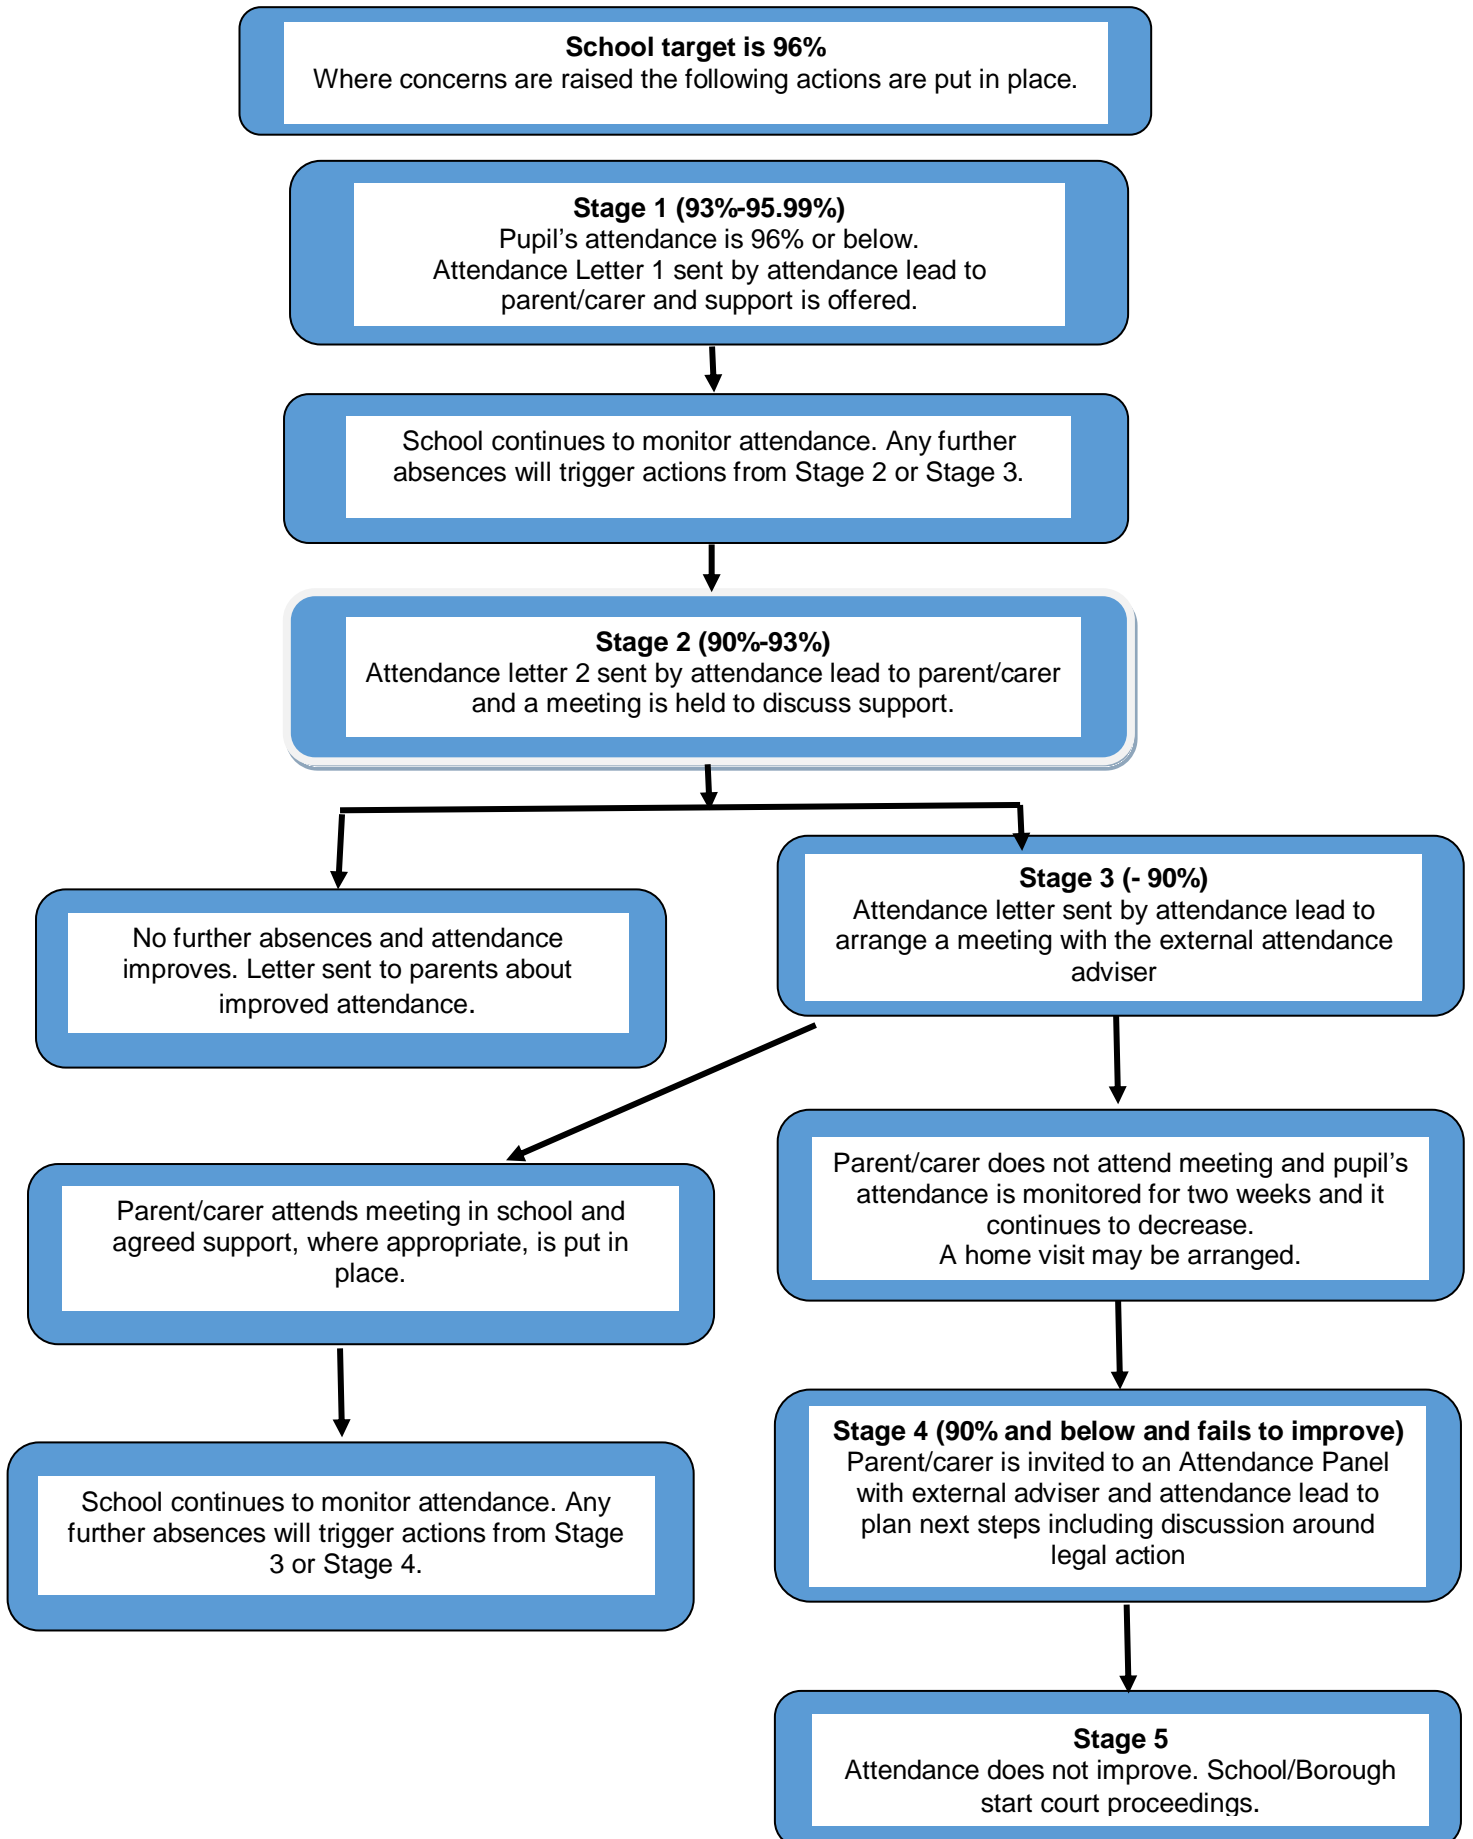 School target is 96%
Where concerns are raised the following actions are put in place.
Stage 1 (93%-95.99%)
Pupil’s attendance is 96% or below.
Attendance Letter 1 sent by attendance lead to
parent/carer and support is offered.
School continues to monitor attendance. Any further
absences will trigger actions from Stage 2 or Stage 3.
Stage 2 (90%-93%)
Attendance letter 2 sent by attendance lead to parent/carer
and a meeting is held to discuss support.
No further absences and attendance
improves. Letter sent to parents about
improved attendance.
Stage 3 (- 90%)
Attendance letter sent by attendance lead to
arrange a meeting with the external attendance
adviser
Parent/carer attends meeting in school and
agreed support, where appropriate, is put in
place.
Parent/carer does not attend meeting and pupil’s
attendance is monitored for two weeks and it
continues to decrease.
A home visit may be arranged.
School continues to monitor attendance. Any
further absences will trigger actions from Stage
3 or Stage 4.
Stage 4 (90% and below and fails to improve)
Parent/carer is invited to an Attendance Panel
with external adviser and attendance lead to
plan next steps including discussion around
legal action
Stage 5
Attendance does not improve. School/Borough
start court proceedings.